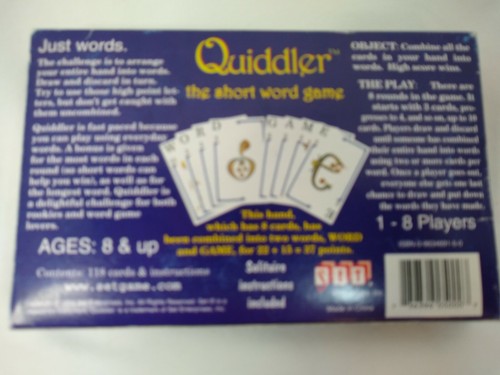 Just words.
The challenge is to arrange
your entire hand into words.
Draw and discard in turn.
Try to use those high point let-
ters, but don't get caught with
them uncombined.
Quiddler is fast paced because
you can play using everyday
words. A bonus is given
for the most words in each
round (so short words can
help you win), as well as for
the longest word. Quiddler is
a delightful challenge for both
rookies and word game
lovers.
AGES: 8 & up
Contents: 118 cards & instructions
www.setgame.com
Quiddler™
the short word game
WORD GAME
This hand,
which has 8 cards, has
been combined into two words, WORD
and GAME, for 22 + 15 = 37 points.
Solitaire
instructions
included
OBJECT: Combine all the
cards in your hand into
words. High score wins.
THE PLAY: There are
8 rounds in the game. It
starts with 3 cards, pro-
gresses to 4, and so on, up to 10
cards. Players draw and discard
until someone has combined
their entire hand into words
using two or more cards per
word. Once a player goes out,
everyone else gets one last
chance to draw and put down
the words they have made.
1 - 8 Players
SET
Made in China